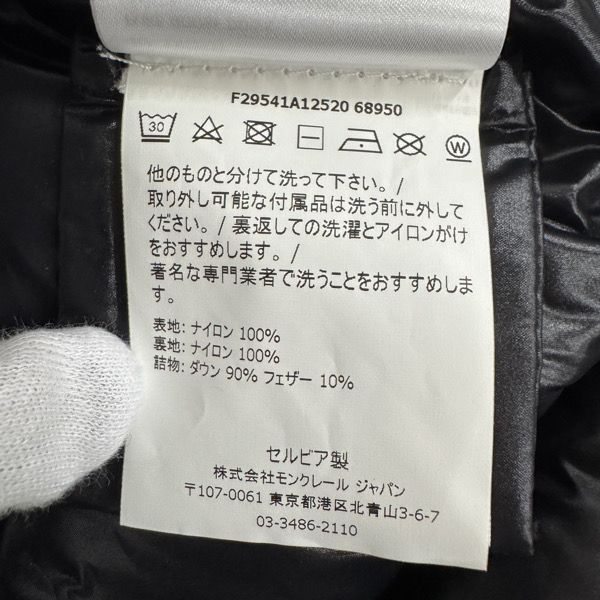 F29541A12520 68950
30
W
他のものと分けて洗って下さい。/
取り外し可能な付属品は洗う前に外して
ください。/ 裏返しての洗濯とアイロンがけ
をおすすめします。/
著名な専門業者で洗うことをおすすめしま
す。
表地: ナイロン 100%
裏地: ナイロン 100%
詰物: ダウン 90% フェザー 10%
セルビア製
株式会社モンクレール ジャパン
〒107-0061 東京都港区北青山3-6-7
03-3486-2110